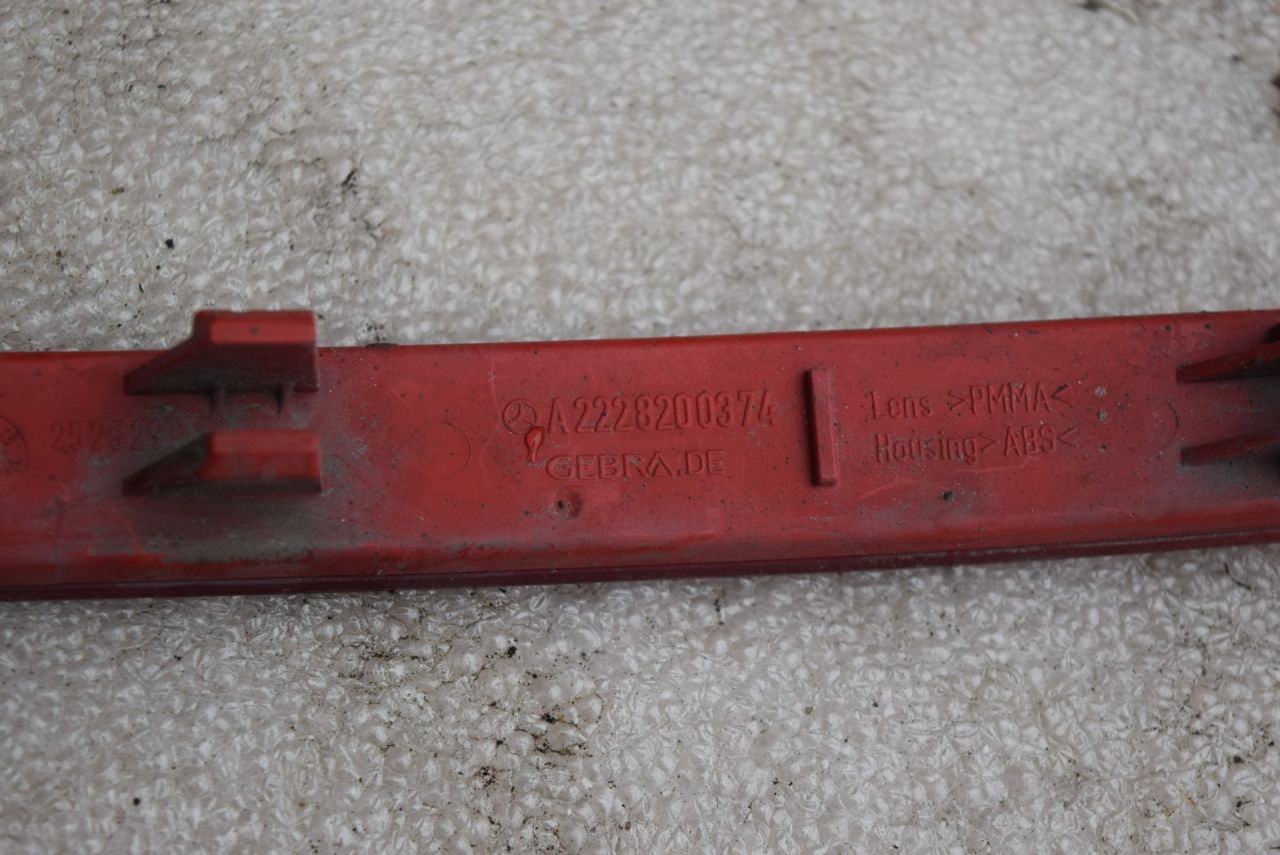 A2228200374
GEBRA.DE
Lens >PMMA<
Housing >ABS<